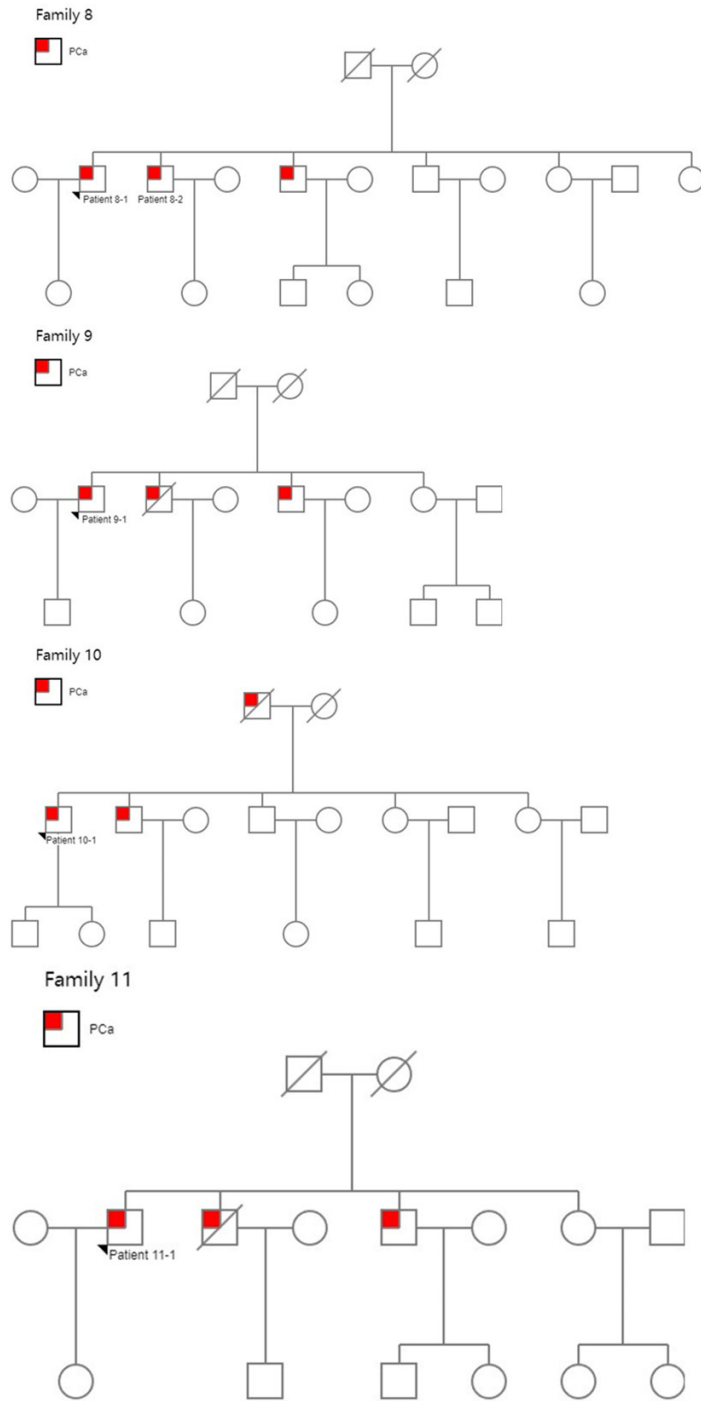 Family 8
PCa
Patient 8-1 Patient 8-2
Family 9
PCa
Patient 9-1
Family 10
PCa
Patient 10-1
Family 11
PCa
Patient 11-1